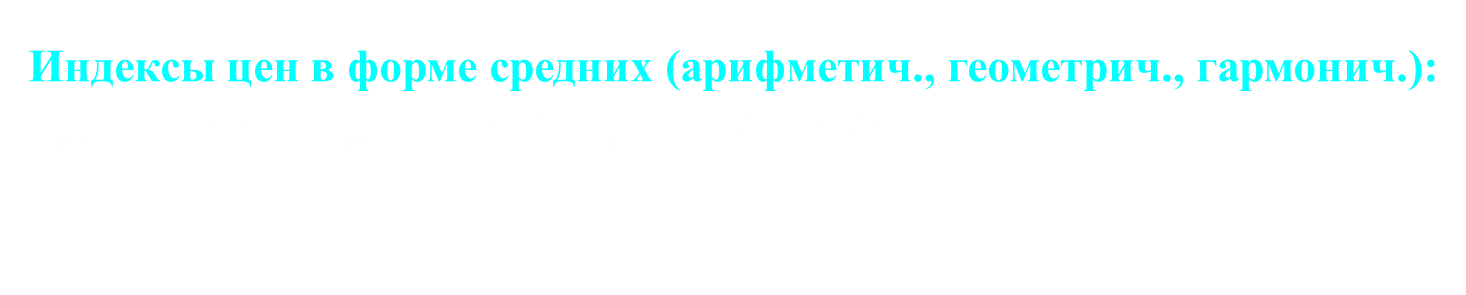 Индексы цен в форме средних (арифметич., геометрич., гармонич.):